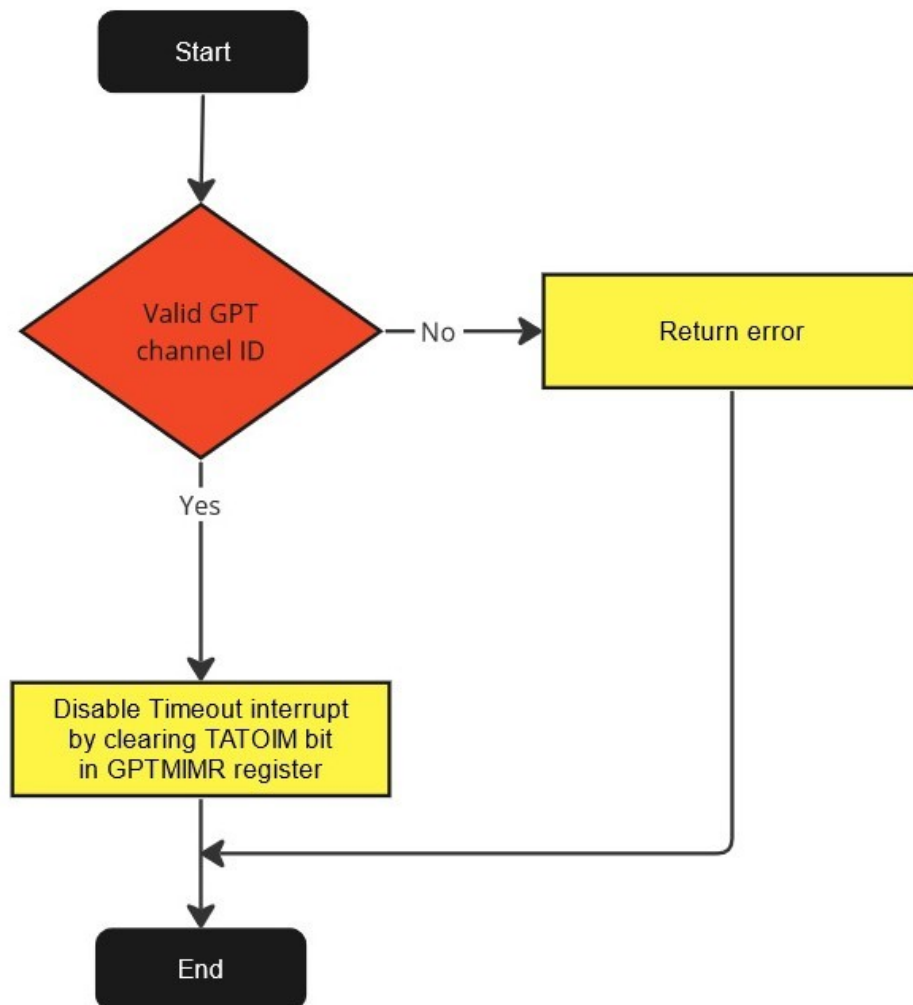 Start
Valid GPT
channel ID
No
Return error
Yes
Disable Timeout interrupt
by clearing TATOIM bit
in GPTMIMR register
End